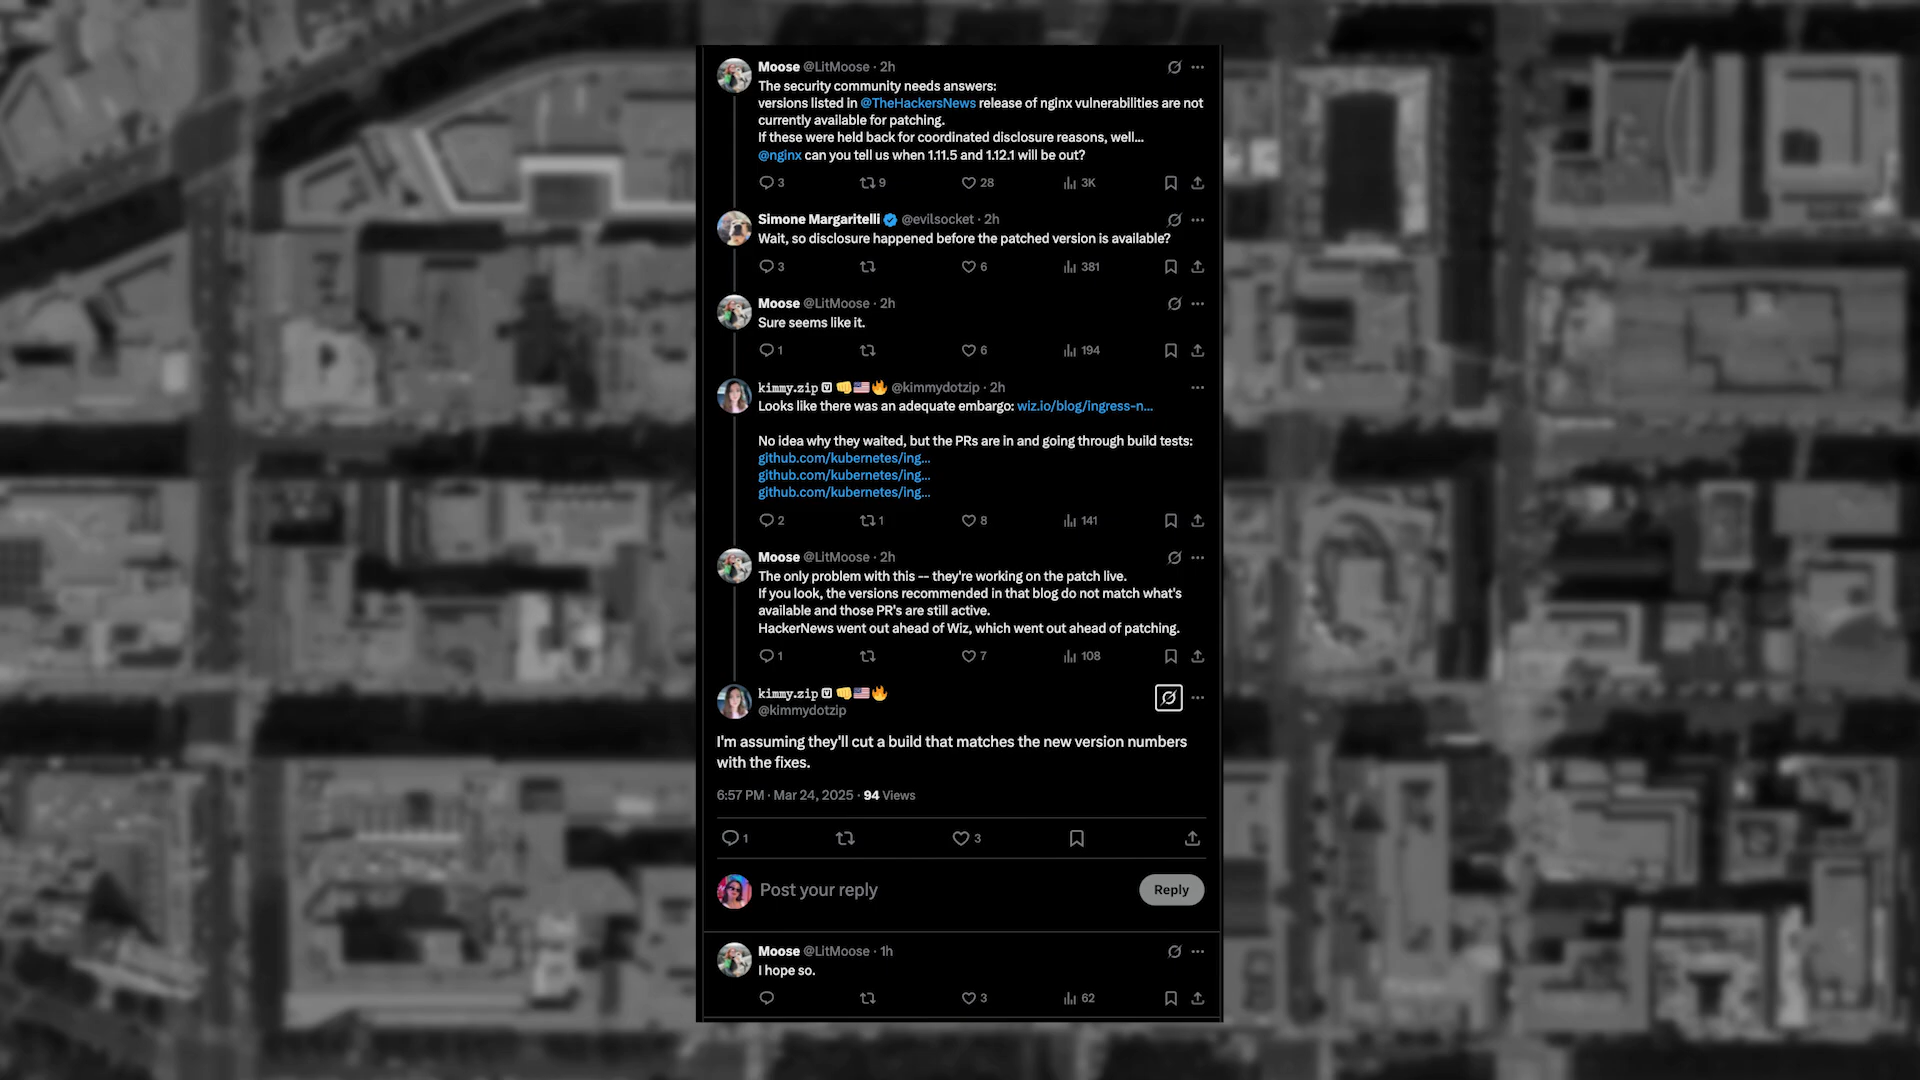 Moose @LitMoose · 2h
The security community needs answers:
versions listed in @TheHackersNews release of nginx vulnerabilities are not
currently available for patching.
If these were held back for coordinated disclosure reasons, well...
@nginx can you tell us when 1.11.5 and 1.12.1 will be out?
3 9 28 3K
Simone Margaritelli @evilsocket · 2h
Wait, so disclosure happened before the patched version is available?
3 6 381
Moose @LitMoose · 2h
Sure seems like it.
1 6 194
kimmy.zip 👊🇺🇸🔥 @kimmydotzip · 2h
Looks like there was an adequate embargo: wiz.io/blog/ingress-n...
No idea why they waited, but the PRs are in and going through build tests:
github.com/kubernetes/ing...
github.com/kubernetes/ing...
github.com/kubernetes/ing...
2 1 8 141
Moose @LitMoose · 2h
The only problem with this -- they're working on the patch live.
If you look, the versions recommended in that blog do not match what's
available and those PR's are still active.
HackerNews went out ahead of Wiz, which went out ahead of patching.
1 7 108
kimmy.zip 👊🇺🇸🔥
@kimmydotzip
I'm assuming they'll cut a build that matches the new version numbers
with the fixes.
6:57 PM · Mar 24, 2025 · 94 Views
1 3
Post your reply Reply
Moose @LitMoose · 1h
I hope so.
3 62